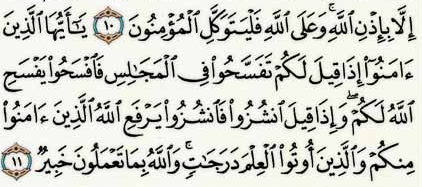 إِلَّا بِإِذْنِ ٱللَّهِۚ وَعَلَى ٱللَّهِ فَلْيَتَوَكَّلِ ٱلْمُؤْمِنُونَ ١٠ يَٰٓأَيُّهَا ٱلَّذِينَ
ءَامَنُوٓا۟ إِذَا قِيلَ لَكُمْ تَفَسَّحُوا۟ فِى ٱلْمَجَٰلِسِ فَٱفْسَحُوا۟ يَفْسَحِ
ٱللَّهُ لَكُمْۖ وَإِذَا قِيلَ ٱنشُزُوا۟ فَٱنشُزُوا۟ يَرْفَعِ ٱللَّهُ ٱلَّذِينَ ءَامَنُوا۟
مِنكُمْ وَٱلَّذِينَ أُوتُوا۟ ٱلْعِلْمَ دَرَجَٰتٍۚ وَٱللَّهُ بِمَا تَعْمَلُونَ خَبِيرٌ ١١